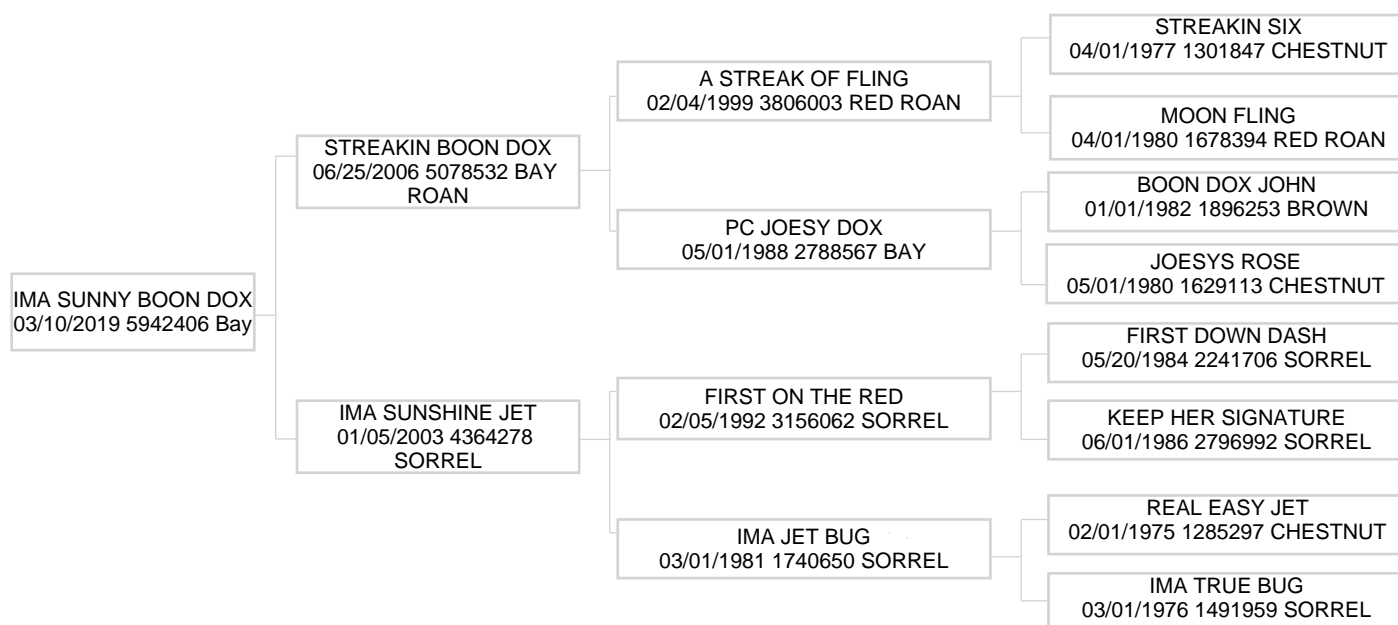 STREAKIN SIX
04/01/1977 1301847 CHESTNUT
A STREAK OF FLING
02/04/1999 3806003 RED ROAN
MOON FLING
04/01/1980 1678394 RED ROAN
STREAKIN BOON DOX
06/25/2006 5078532 BAY
ROAN
BOON DOX JOHN
01/01/1982 1896253 BROWN
PC JOESY DOX
05/01/1988 2788567 BAY
JOESYS ROSE
05/01/1980 1629113 CHESTNUT
IMA SUNNY BOON DOX
03/10/2019 5942406 Bay
FIRST DOWN DASH
05/20/1984 2241706 SORREL
FIRST ON THE RED
02/05/1992 3156062 SORREL
KEEP HER SIGNATURE
06/01/1986 2796992 SORREL
IMA SUNSHINE JET
01/05/2003 4364278
SORREL
REAL EASY JET
02/01/1975 1285297 CHESTNUT
IMA JET BUG
03/01/1981 1740650 SORREL
IMA TRUE BUG
03/01/1976 1491959 SORREL